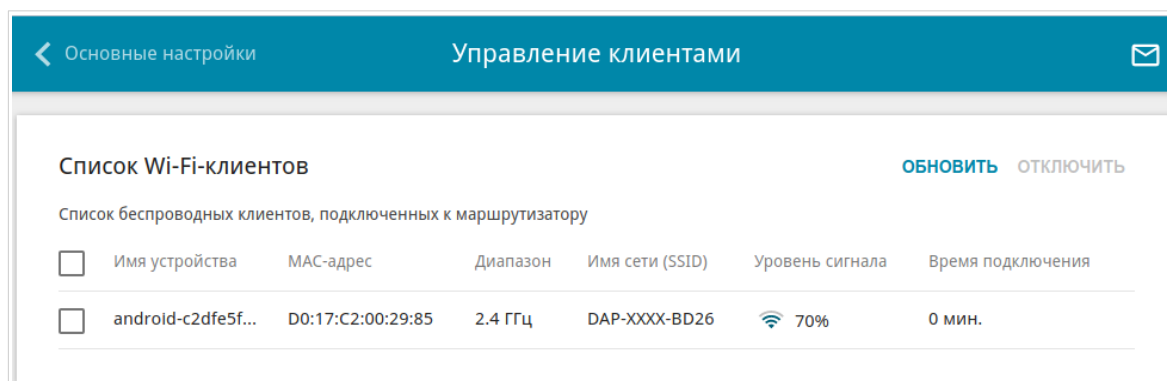 Основные настройки Управление клиентами
Список Wi-Fi-клиентов ОБНОВИТЬ ОТКЛЮЧИТЬ
Список беспроводных клиентов, подключенных к маршрутизатору
Имя устройства MAC-адрес Диапазон Имя сети (SSID) Уровень сигнала Время подключения
android-c2dfe5f... D0:17:C2:00:29:85 2.4 ГГц DAP-XXXX-BD26 70% 0 мин.